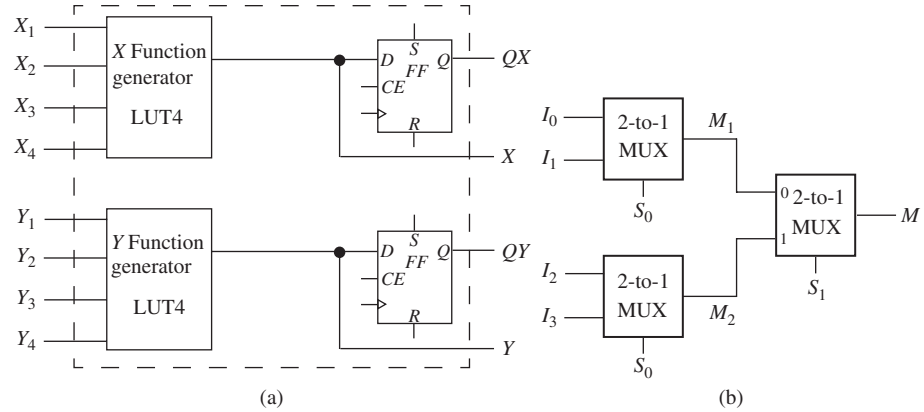 X1
X2
X3
X4
X Function
generator
LUT4
D
S
Q
FF
CE
R
QX
X
Y1
Y2
Y3
Y4
Y Function
generator
LUT4
D
S
Q
FF
CE
R
QY
Y
(a)
I0
I1
2-to-1
MUX
S0
M1
I2
I3
2-to-1
MUX
S0
M2
0
1
2-to-1
MUX
S1
M
(b)